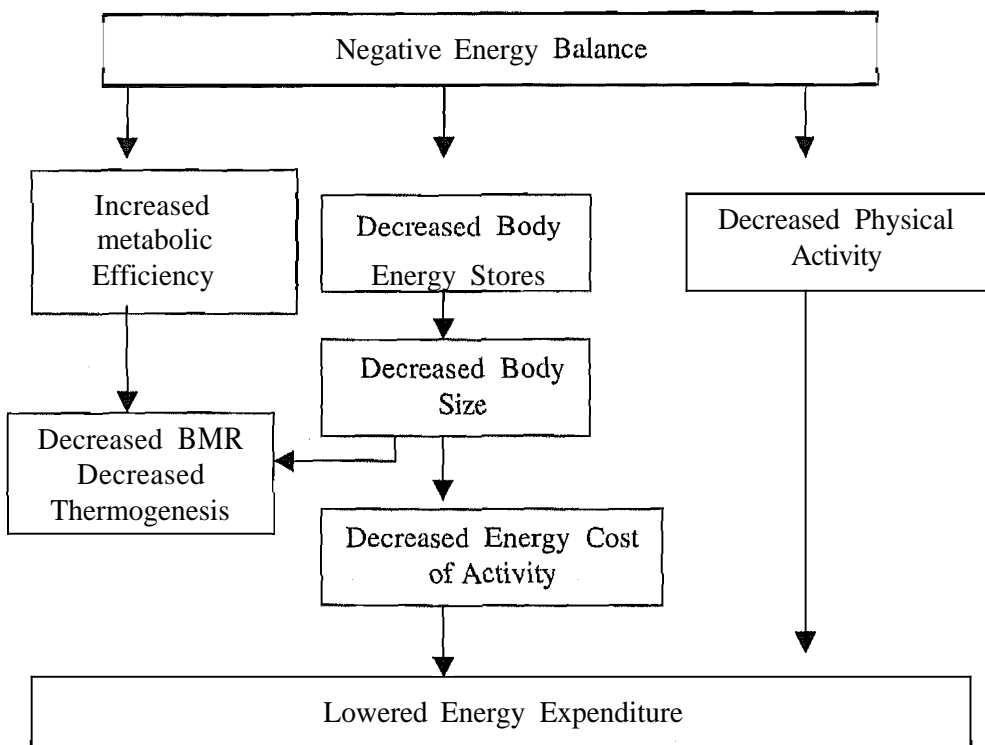 Negative Energy Balance
Increased
metabolic
Efficiency
Decreased Body
Energy Stores
Decreased Physical
Activity
Decreased Body
Size
Decreased BMR
Decreased
Thermogenesis
Decreased Energy Cost
of Activity
Lowered Energy Expenditure